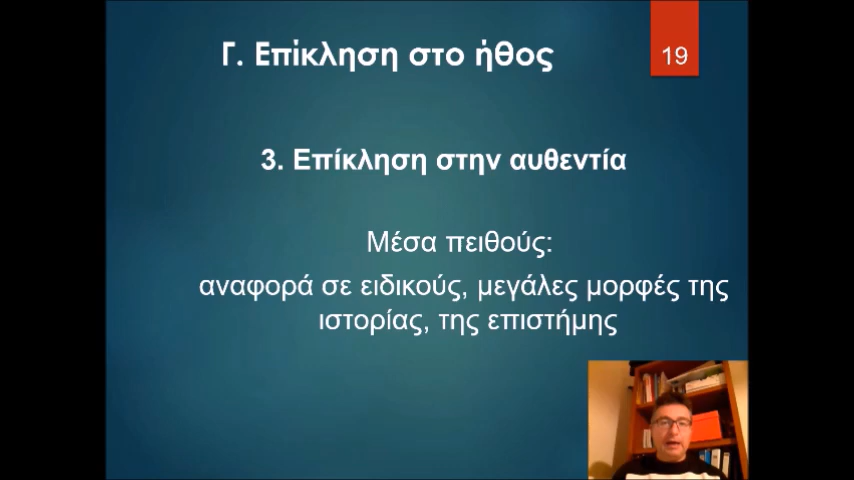 Γ. Επίκληση στο ήθος
19
3. Επίκληση στην αυθεντία
Μέσα πειθούς:
αναφορά σε ειδικούς, μεγάλες μορφές της
ιστορίας, της επιστήμης